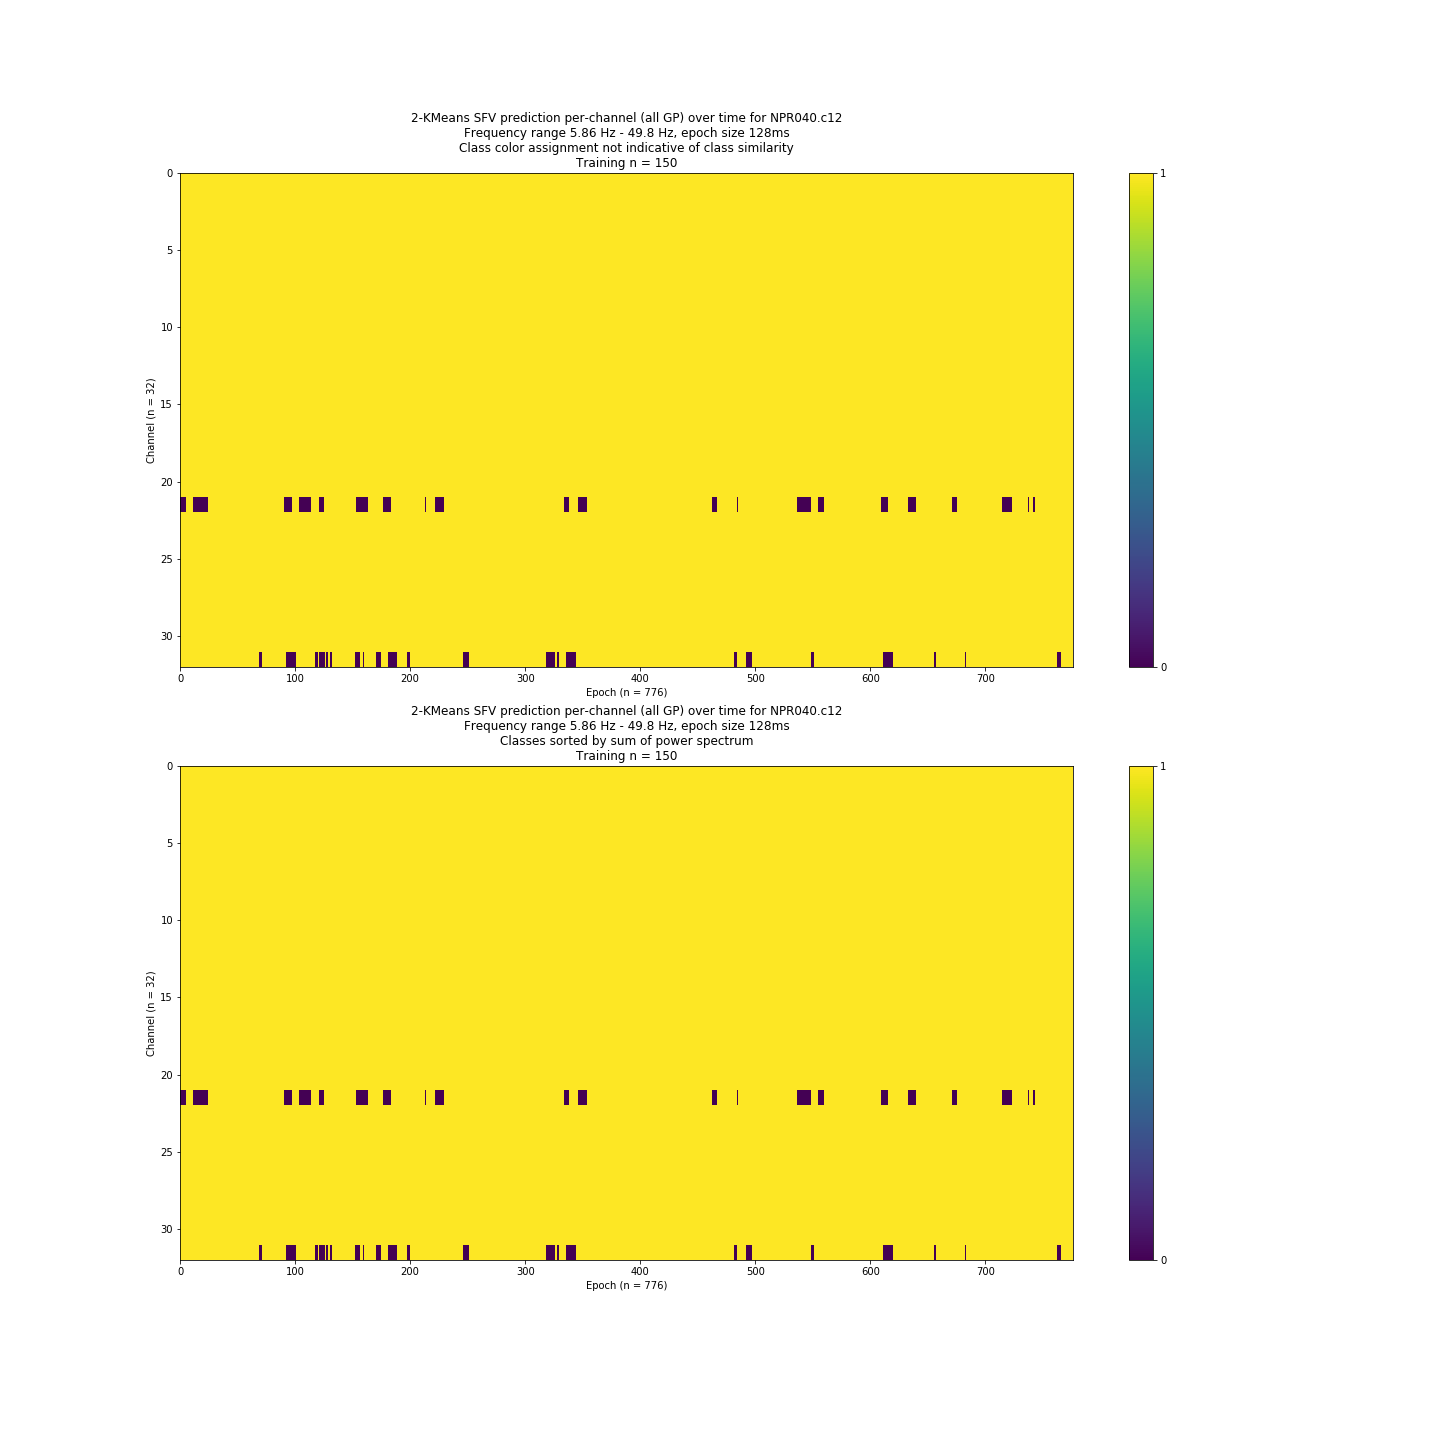 2-KMeans SFV prediction per-channel (all GP) over time for NPR040.c12
Frequency range 5.86 Hz - 49.8 Hz, epoch size 128ms
Class color assignment not indicative of class similarity
Training n = 150
0
5
10
15
20
25
30
Channel (n = 32)
0 100 200 300 400 500 600 700
Epoch (n = 776)
1
0
2-KMeans SFV prediction per-channel (all GP) over time for NPR040.c12
Frequency range 5.86 Hz - 49.8 Hz, epoch size 128ms
Classes sorted by sum of power spectrum
Training n = 150
0
5
10
15
20
25
30
Channel (n = 32)
0 100 200 300 400 500 600 700
Epoch (n = 776)
1
0